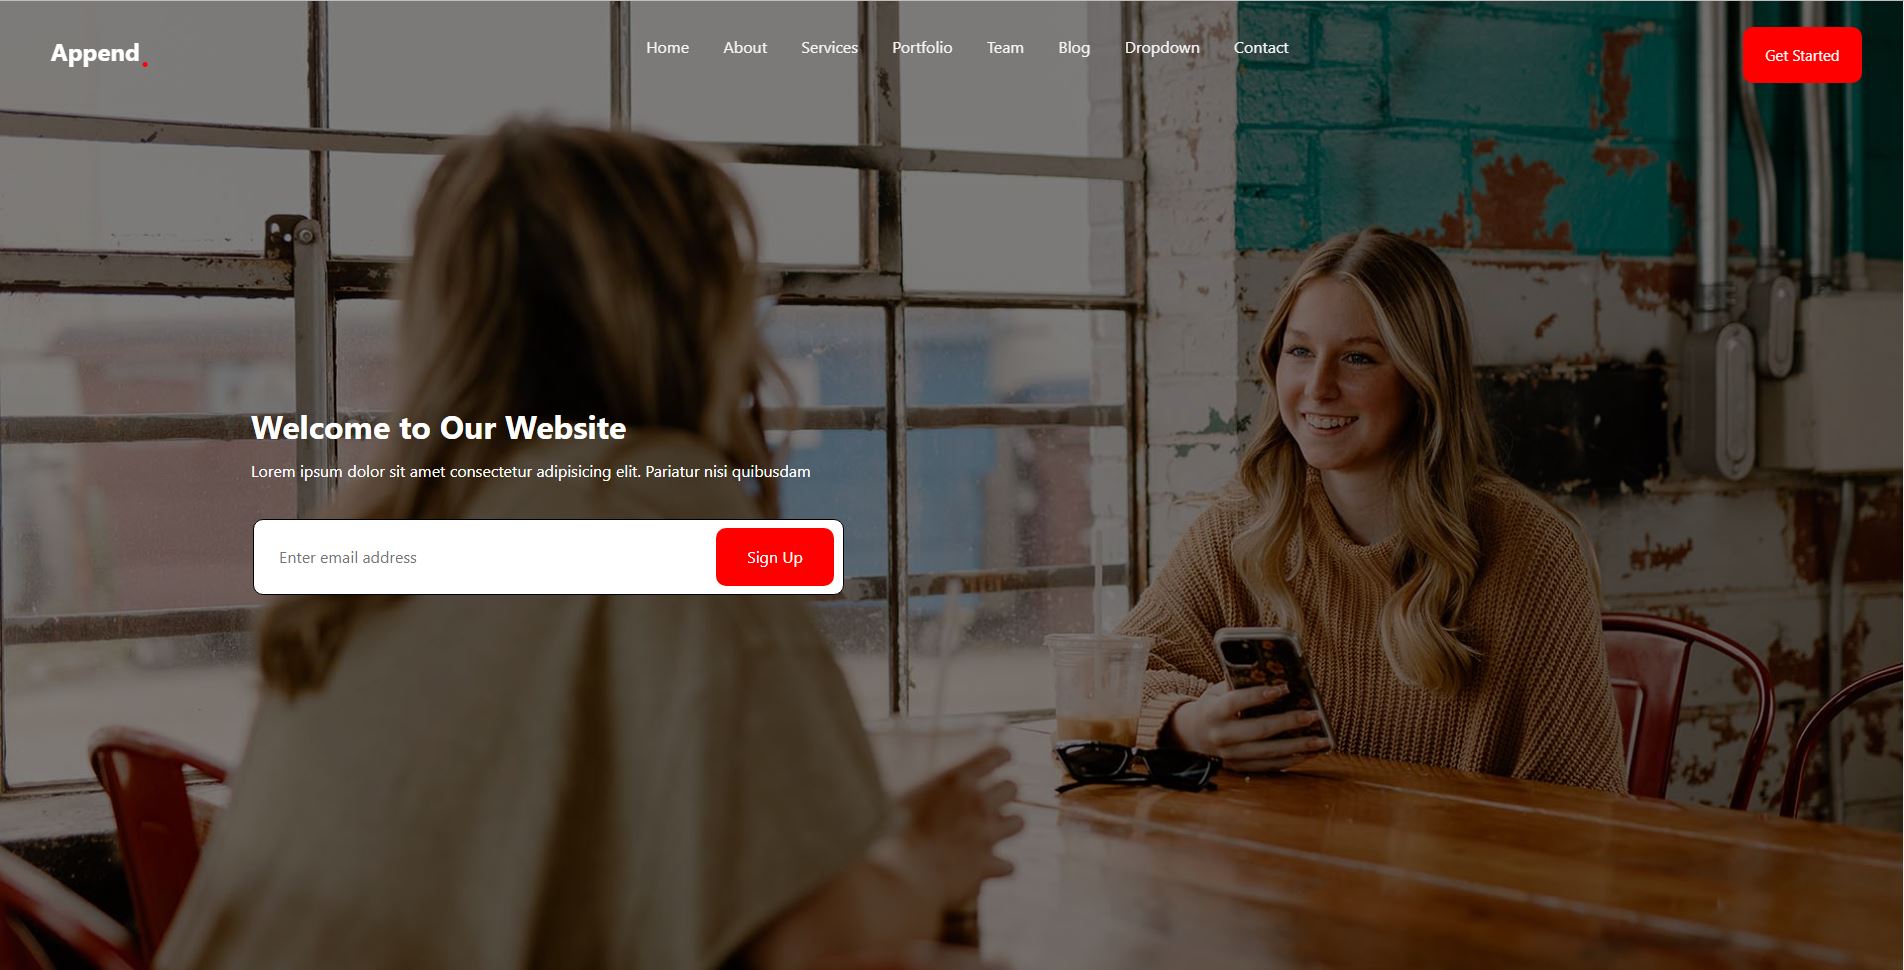 Append.
Home About Services Portfolio Team Blog Dropdown Contact
Get Started
Welcome to Our Website
Lorem ipsum dolor sit amet consectetur adipisicing elit. Pariatur nisi quibusdam
Enter email address
Sign Up